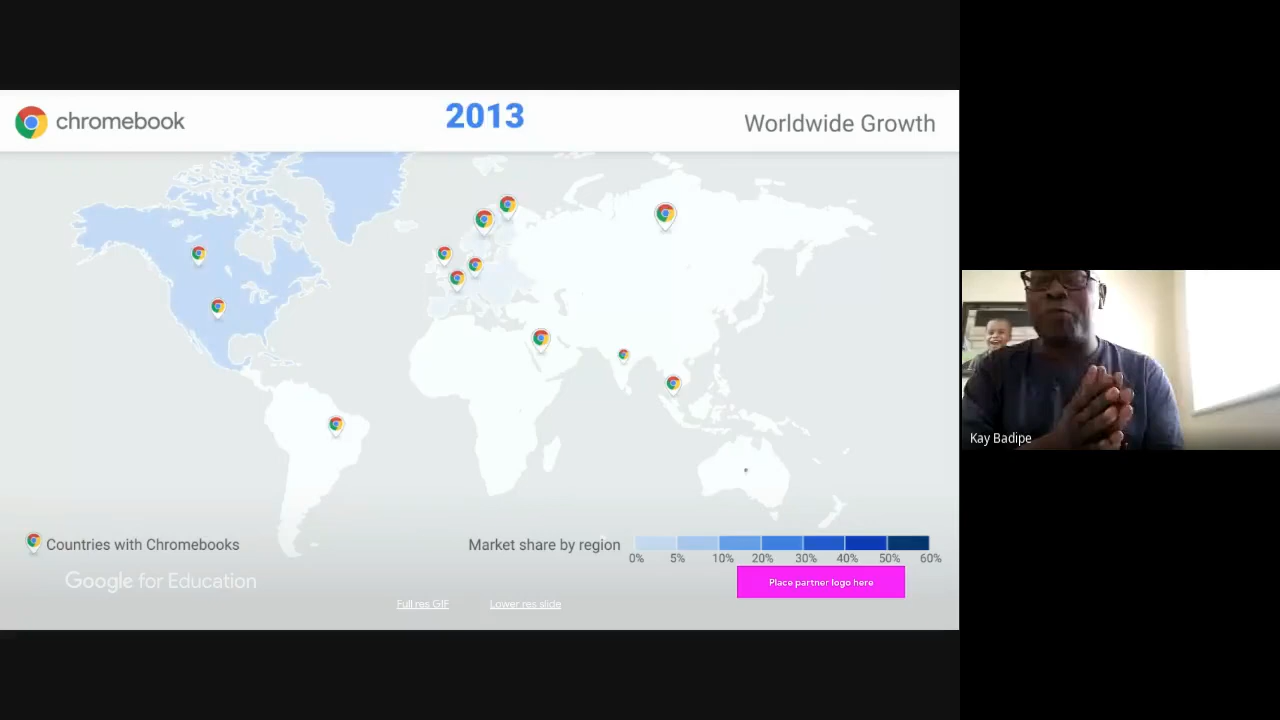 chromebook
2013
Worldwide Growth
Kay Badipe
Countries with Chromebooks
Market share by region
0% 5% 10% 20% 30% 40% 50% 60%
Google for Education
Place partner logo here
Full res GIF
Lower res slide